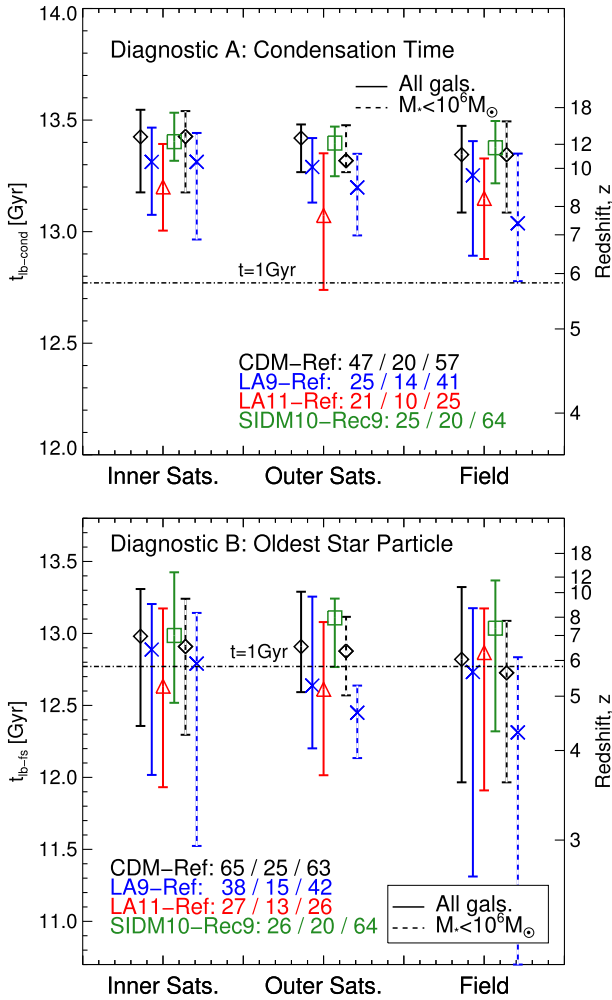 14.0
Diagnostic A: Condensation Time
All gals.
M*<10⁶M☉
18
13.5
12
10
13.0
8
7
t=1Gyr
6
12.5
5
CDM-Ref: 47 / 20 / 57
LA9-Ref: 25 / 14 / 41
LA11-Ref: 21 / 10 / 25
SIDM10-Rec9: 25 / 20 / 64
4
12.0
t_lb-cond [Gyr]
Redshift, z
Inner Sats. Outer Sats. Field
Diagnostic B: Oldest Star Particle
13.5
18
12
10
13.0
8
7
t=1Gyr
6
12.5
5
4
12.0
11.5
3
CDM-Ref: 65 / 25 / 63
LA9-Ref: 38 / 15 / 42
LA11-Ref: 27 / 13 / 26
SIDM10-Rec9: 26 / 20 / 64
All gals.
M*<10⁶M☉
11.0
t_lb-fs [Gyr]
Redshift, z
Inner Sats. Outer Sats. Field